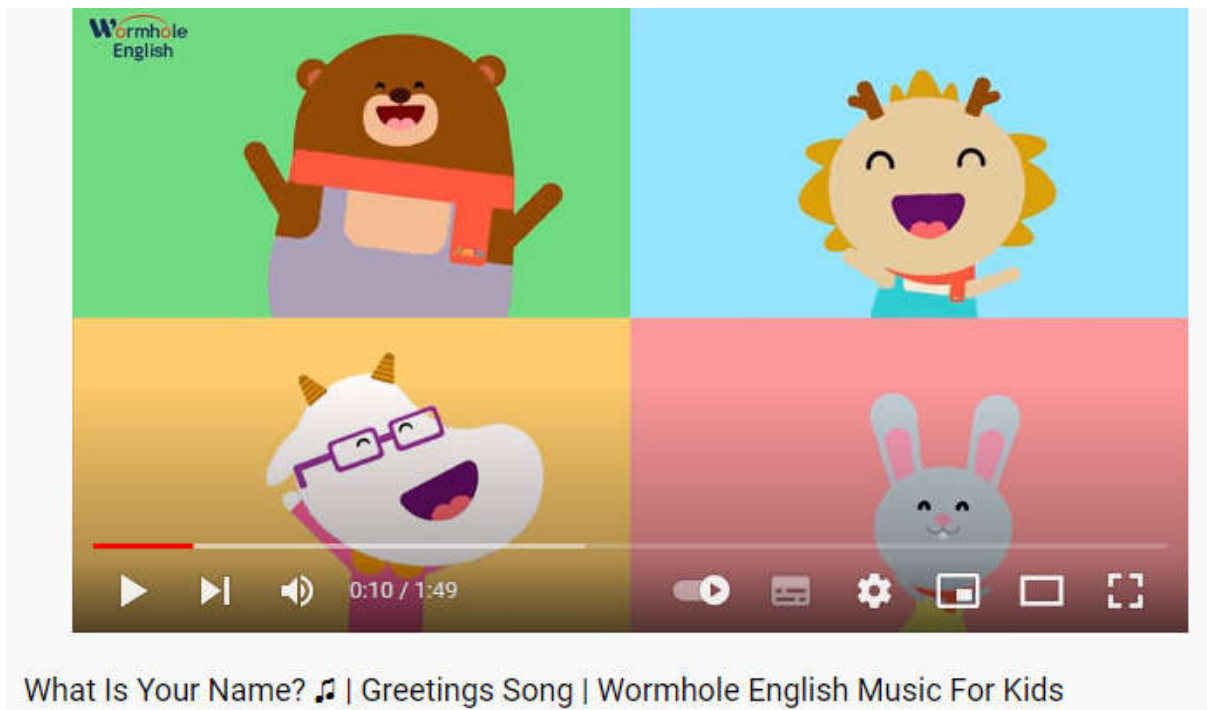 Wormhole
English
0:10 / 1:49
What Is Your Name? 🎵 | Greetings Song | Wormhole English Music For Kids